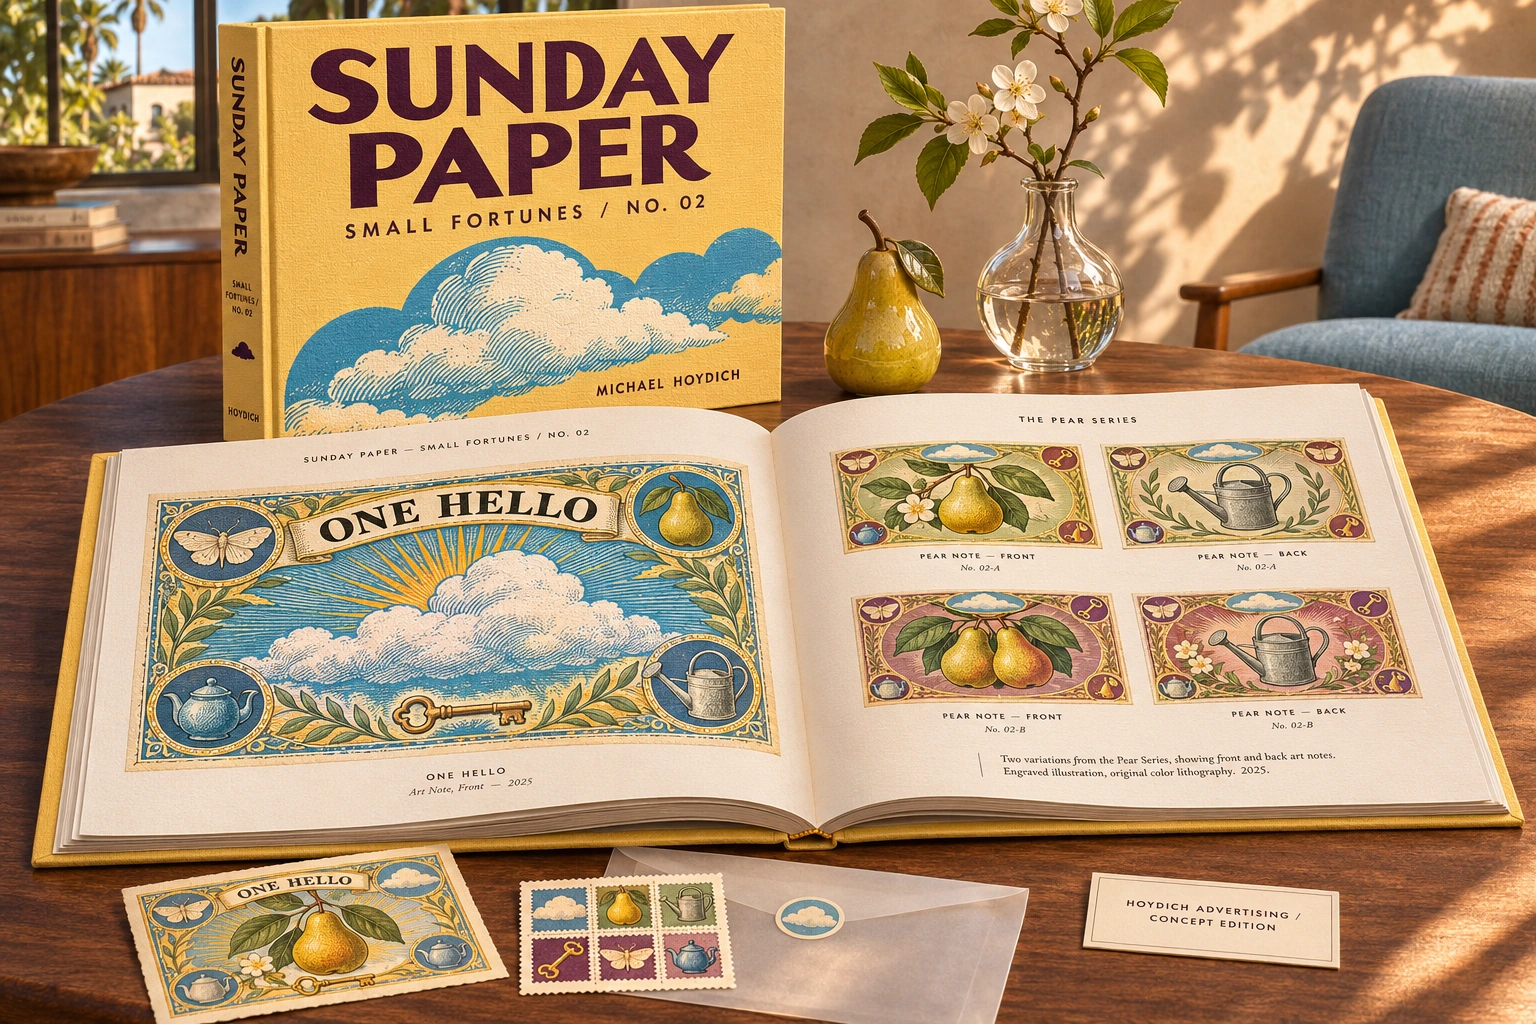 SUNDAY
PAPER
SMALL FORTUNES / NO. 02
MICHAEL HOYDICH
SUNDAY PAPER
SMALL
FORTUNES /
NO. 02
HOYDICH
SUNDAY PAPER — SMALL FORTUNES / NO. 02
ONE HELLO
ONE HELLO
Art Note, Front — 2025
THE PEAR SERIES
PEAR NOTE — FRONT
No. 02-A
PEAR NOTE — BACK
No. 02-A
PEAR NOTE — FRONT
No. 02-B
PEAR NOTE — BACK
No. 02-B
Two variations from the Pear Series, showing front and back art notes.
Engraved illustration, original color lithography. 2025.
ONE HELLO
HOYDICH ADVERTISING /
CONCEPT EDITION